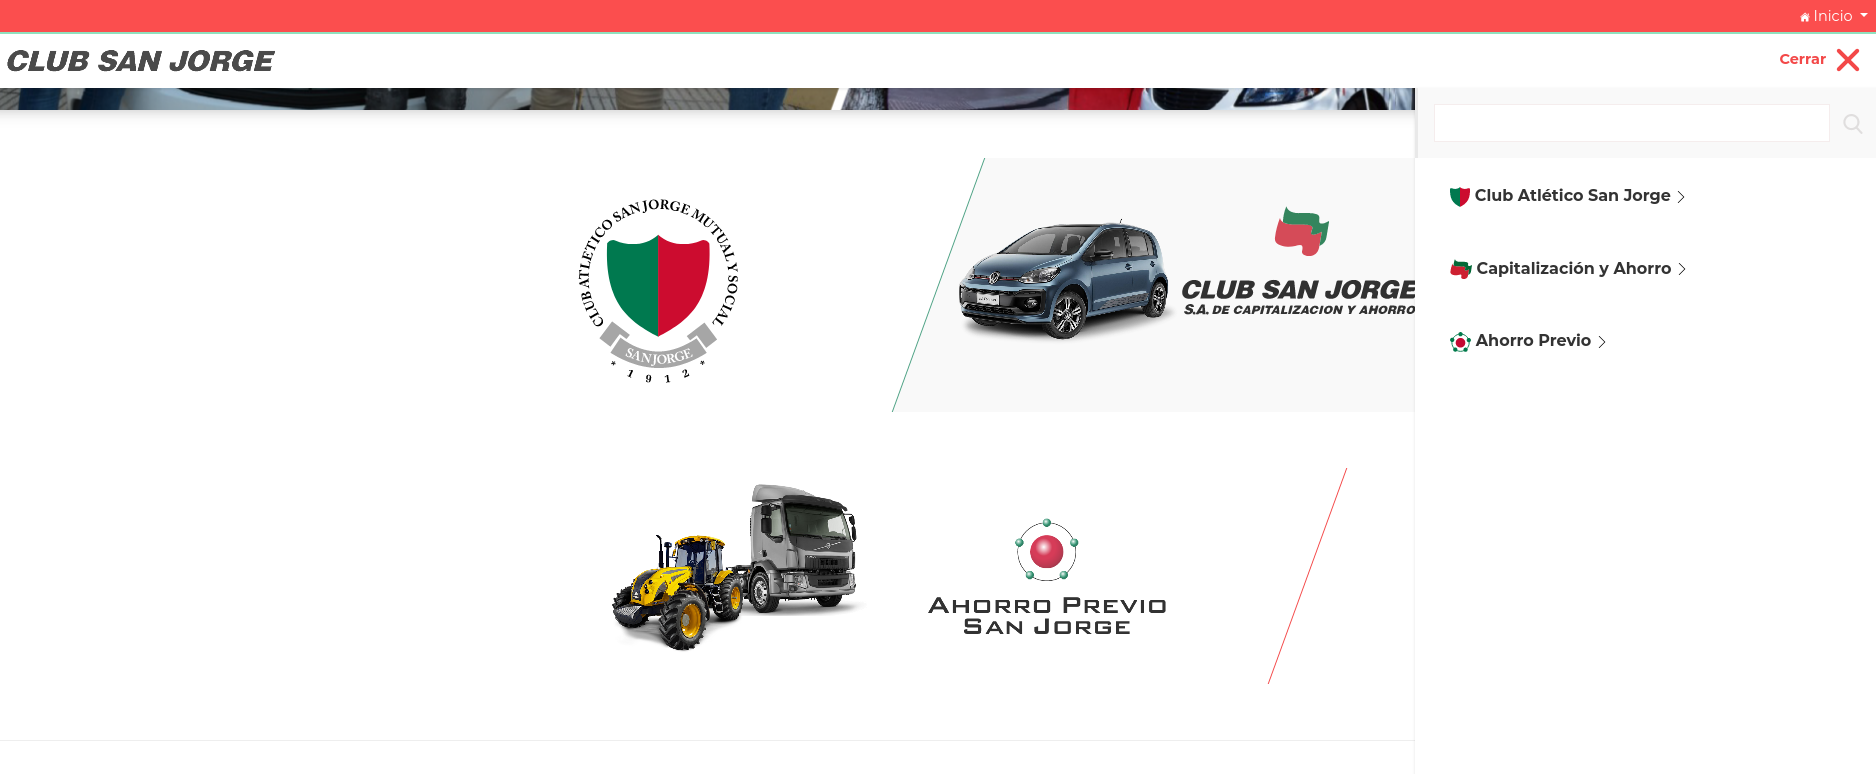 Inicio
CLUB SAN JORGE
Cerrar
CLUB ATLETICO SAN JORGE MUTUAL Y SOCIAL
SAN JORGE
* 1 9 1 2 *
CLUB SAN JORGE
S.A. DE CAPITALIZACION Y AHORRO
Club Atlético San Jorge
Capitalización y Ahorro
Ahorro Previo
AHORRO PREVIO
SAN JORGE